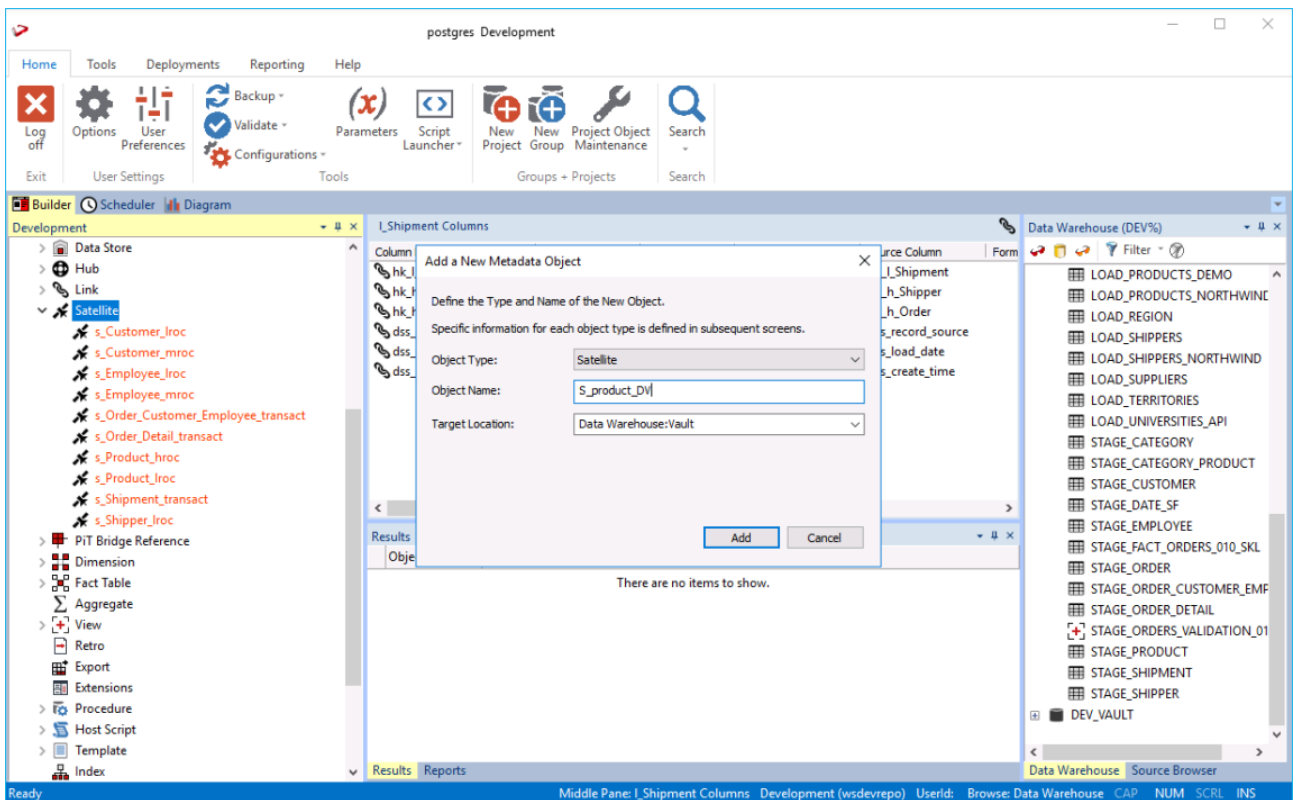 postgres Development
Home Tools Deployments Reporting Help
Log off
Options
User Preferences
Backup
Validate
Configurations
Parameters
Script Launcher
New Project
New Group
Project Object Maintenance
Search
Exit User Settings Tools Groups + Projects Search
Builder Scheduler Diagram
Development
Data Store
Hub
Link
Satellite
s_Customer_lroc
s_Customer_mroc
s_Employee_lroc
s_Employee_mroc
s_Order_Customer_Employee_transact
s_Order_Detail_transact
s_Product_hroc
s_Product_lroc
s_Shipment_transact
s_Shipper_lroc
PiT Bridge Reference
Dimension
Fact Table
Aggregate
View
Retro
Export
Extensions
Procedure
Host Script
Template
Index
l_Shipment Columns
Column urce Column Form
hk_l _l_Shipment
hk_h _h_Shipper
hk_h _h_Order
dss_ s_record_source
dss_ s_load_date
dss_ s_create_time
Add a New Metadata Object
Define the Type and Name of the New Object.
Specific information for each object type is defined in subsequent screens.
Object Type: Satellite
Object Name: S_product_DV
Target Location: Data Warehouse:Vault
Add Cancel
Results
Obje
There are no items to show.
Results Reports
Data Warehouse (DEV%)
Filter
LOAD_PRODUCTS_DEMO
LOAD_PRODUCTS_NORTHWIND
LOAD_REGION
LOAD_SHIPPERS
LOAD_SHIPPERS_NORTHWIND
LOAD_SUPPLIERS
LOAD_TERRITORIES
LOAD_UNIVERSITIES_API
STAGE_CATEGORY
STAGE_CATEGORY_PRODUCT
STAGE_CUSTOMER
STAGE_DATE_SF
STAGE_EMPLOYEE
STAGE_FACT_ORDERS_010_SKL
STAGE_ORDER
STAGE_ORDER_CUSTOMER_EMP
STAGE_ORDER_DETAIL
STAGE_ORDERS_VALIDATION_01
STAGE_PRODUCT
STAGE_SHIPMENT
STAGE_SHIPPER
DEV_VAULT
Data Warehouse Source Browser
Ready Middle Pane: l_Shipment Columns Development (wsdevrepo) UserId: Browse: Data Warehouse CAP NUM SCRL INS